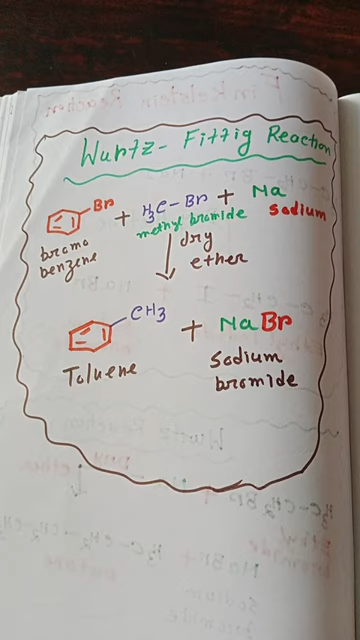 Wurtz-Fittig Reaction
Br + H₃C-Br + Na
bromo benzene methyl bromide sodium
dry
ether
CH₃ + NaBr
Toluene Sodium
bromide